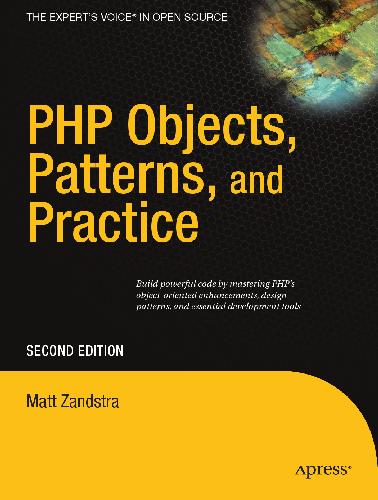 THE EXPERT'S VOICE® IN OPEN SOURCE
PHP Objects,
Patterns, and
Practice
Build powerful code by mastering PHP's
object-oriented enhancements, design
patterns, and essential development tools
SECOND EDITION
Matt Zandstra
Apress®